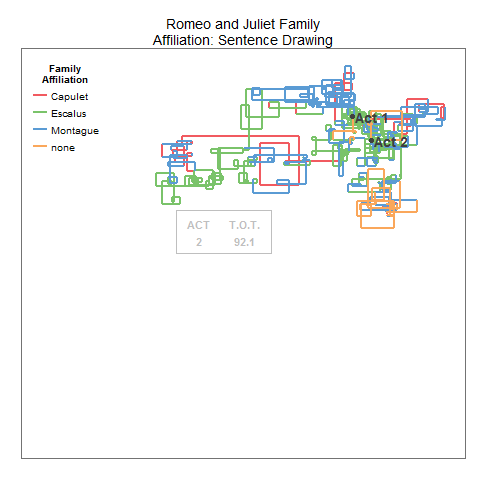 Romeo and Juliet Family
Affiliation: Sentence Drawing
Family
Affiliation
Capulet
Escalus
Montague
none
Act 1
Act 2
ACT T.O.T.
2 92.1